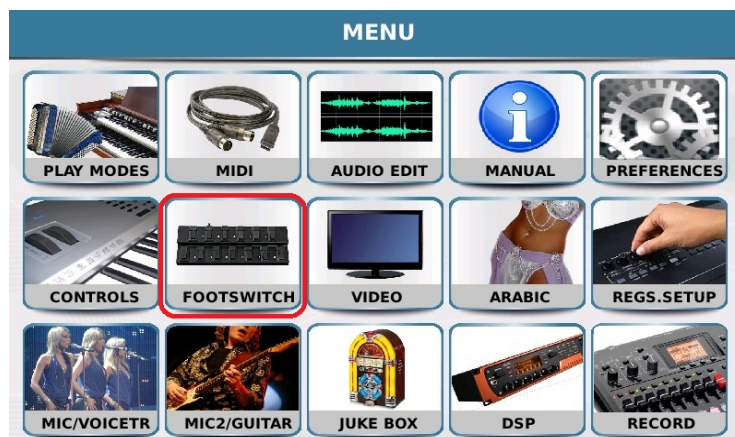 MENU
PLAY MODES
MIDI
AUDIO EDIT
MANUAL
PREFERENCES
CONTROLS
FOOTSWITCH
VIDEO
ARABIC
REGS.SETUP
MIC/VOICETR
MIC2/GUITAR
JUKE BOX
DSP
RECORD